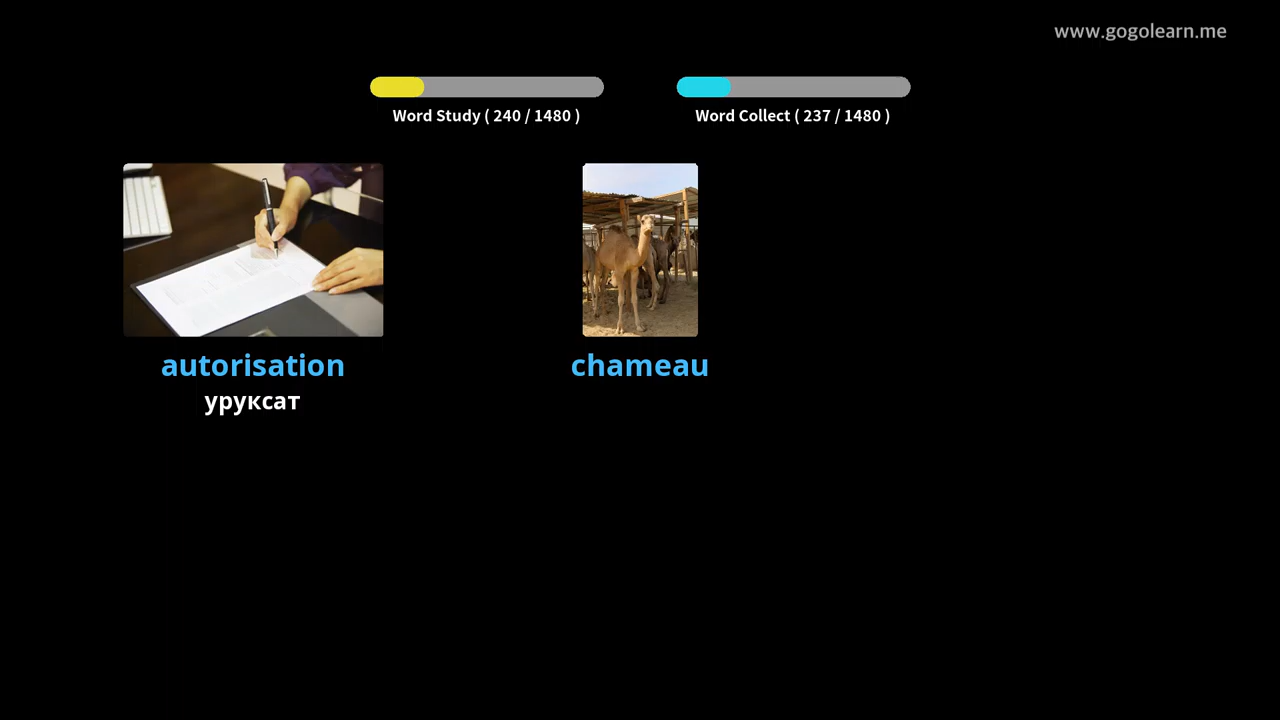 www.gogolearn.me
Word Study ( 240 / 1480 )
Word Collect ( 237 / 1480 )
autorisation
уруксат
chameau